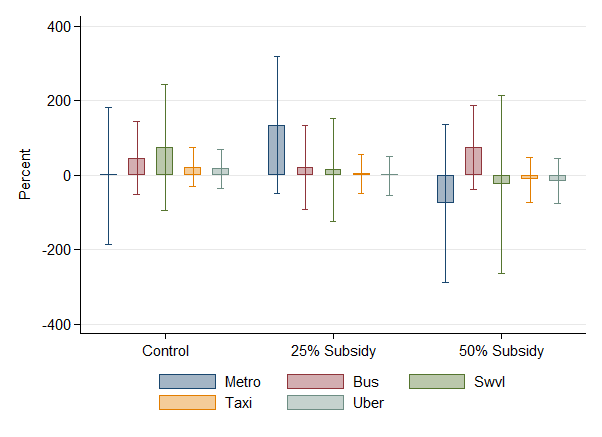 400
200
0
-200
-400
Percent
Control 25% Subsidy 50% Subsidy
Metro Bus Swvl
Taxi Uber